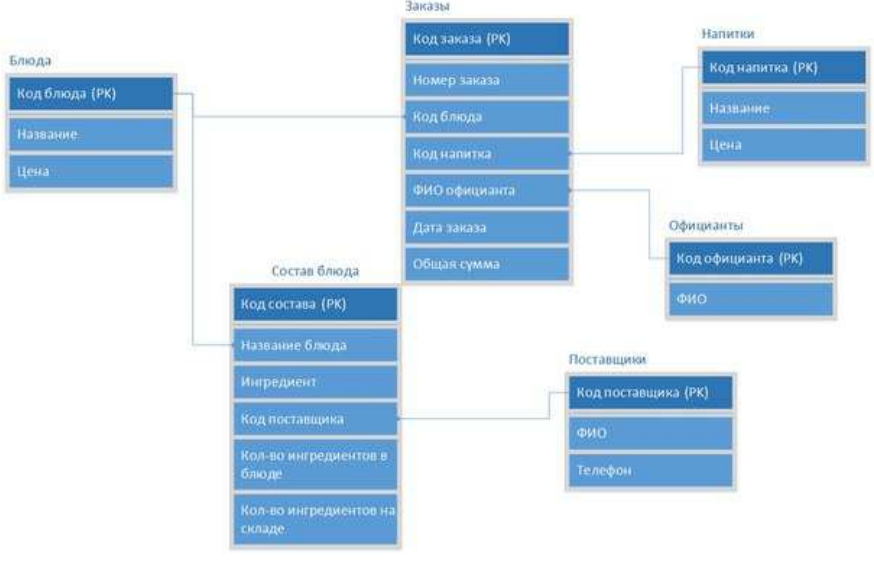 Блюда
Код блюда (PK)
Название
Цена
Заказы
Код заказа (PK)
Номер заказа
Код блюда
Код напитка
ФИО официанта
Дата заказа
Общая сумма
Напитки
Код напитка (PK)
Название
Цена
Официанты
Код официанта (PK)
ФИО
Состав блюда
Код состава (PK)
Название блюда
Ингредиент
Код поставщика
Кол-во ингредиентов в
блюде
Кол-во ингредиентов на
складе
Поставщики
Код поставщика (PK)
ФИО
Телефон